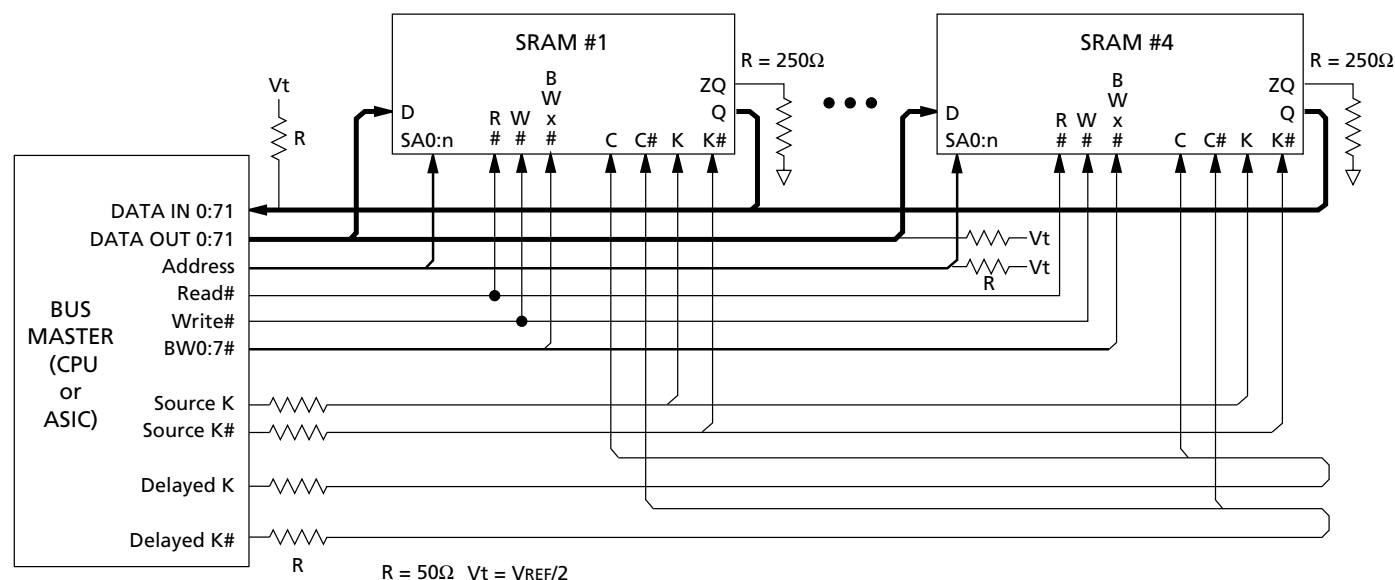 SRAM #1
SRAM #4
R = 250Ω
R = 250Ω
Vt
R
D
SA0:n
R
#
W
#
B
W
x
#
C
C#
K
K#
ZQ
Q
D
SA0:n
R
#
W
#
B
W
x
#
C
C#
K
K#
ZQ
Q
BUS
MASTER
(CPU
or
ASIC)
DATA IN 0:71
DATA OUT 0:71
Address
Read#
Write#
BW0:7#
Source K
Source K#
Delayed K
Delayed K#
Vt
Vt
R
R
R = 50Ω Vt = VREF/2